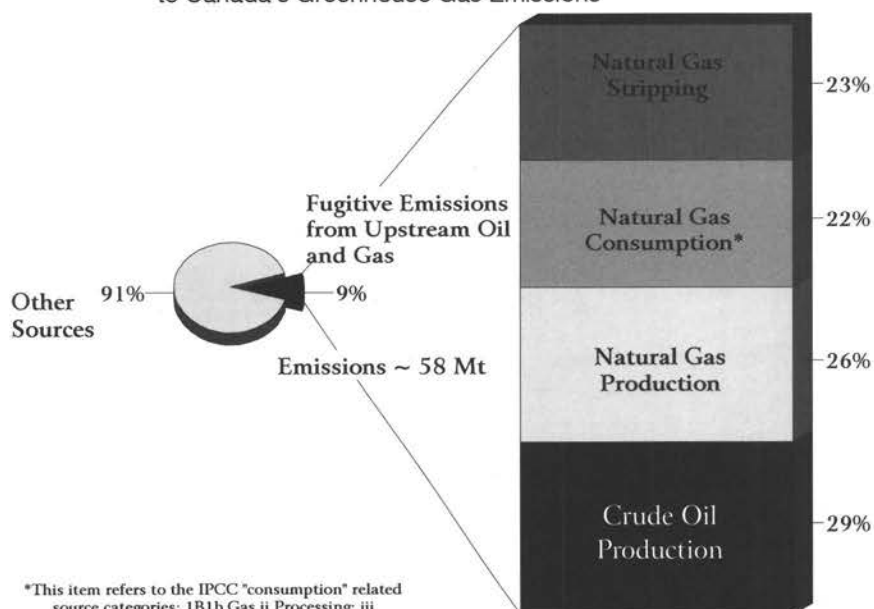 to Canada's Greenhouse Gas Emissions
Natural Gas
Stripping
23%
Fugitive Emissions
from Upstream Oil
and Gas
Natural Gas
Consumption*
22%
Other
Sources
91%
9%
Emissions ~ 58 Mt
Natural Gas
Production
26%
Crude Oil
Production
29%
*This item refers to the IPCC "consumption" related
source categories: 1B1b Gas ii Processing; iii